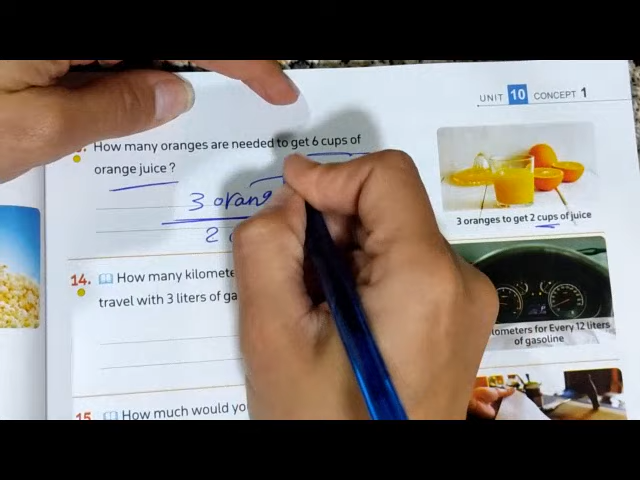 UNIT 10 CONCEPT 1
How many oranges are needed to get 6 cups of
orange juice ?
3 orang
2
3 oranges to get 2 cups of juice
14. How many kilomete
travel with 3 liters of ga
lometers for Every 12 liters
of gasoline
15. How much would yo